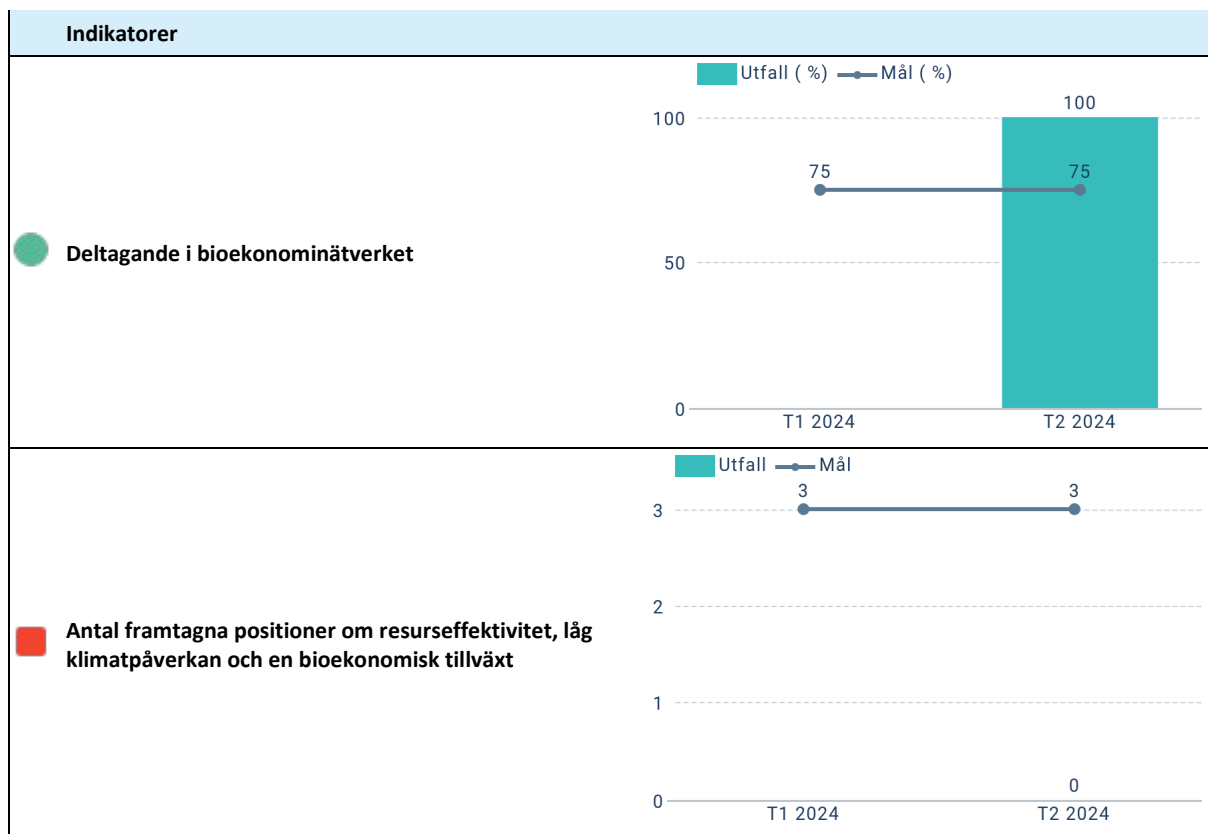 Indikatorer
Utfall ( %) Mål ( %)
100
100
75
75
Deltagande i bioekonominätverket
50
0
T1 2024 T2 2024
Utfall Mål
3 3
3
2
Antal framtagna positioner om resurseffektivitet, låg
klimatpåverkan och en bioekonomisk tillväxt
1
0
0
T1 2024 T2 2024